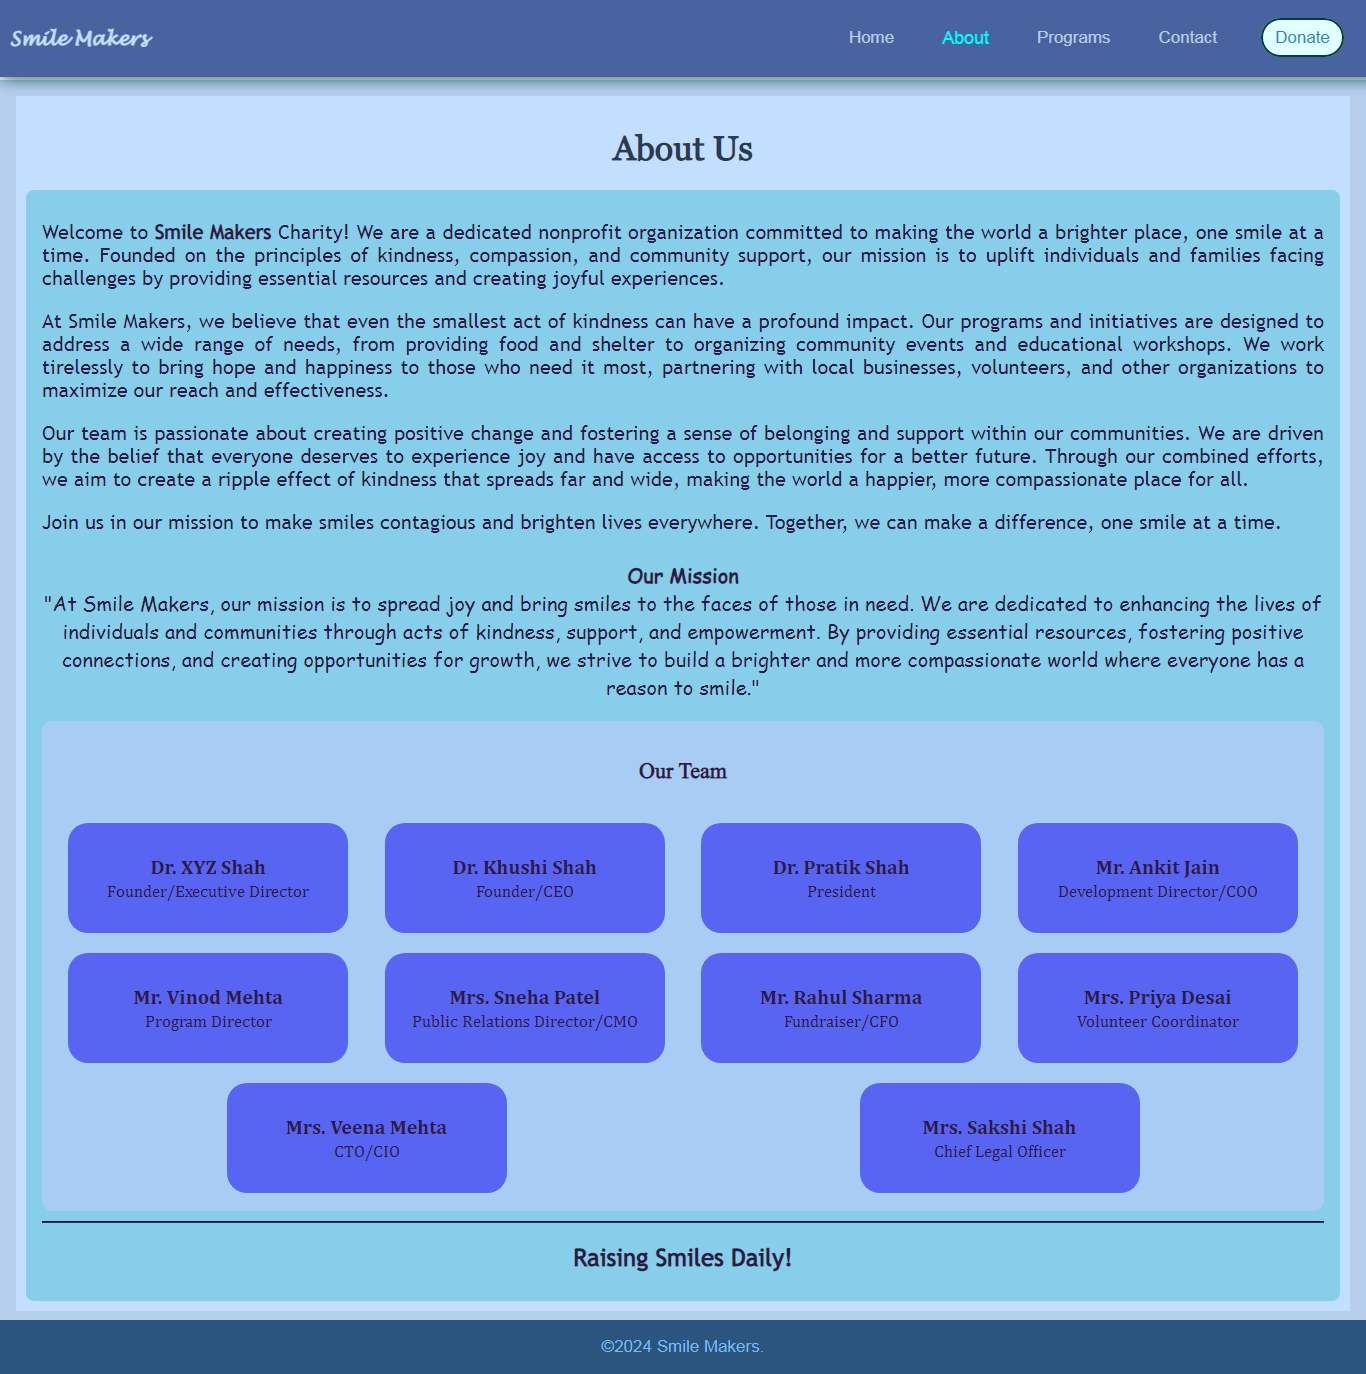 Smile Makers
Home About Programs Contact Donate
About Us
Welcome to Smile Makers Charity! We are a dedicated nonprofit organization committed to making the world a brighter place, one smile at a
time. Founded on the principles of kindness, compassion, and community support, our mission is to uplift individuals and families facing
challenges by providing essential resources and creating joyful experiences.
At Smile Makers, we believe that even the smallest act of kindness can have a profound impact. Our programs and initiatives are designed to
address a wide range of needs, from providing food and shelter to organizing community events and educational workshops. We work
tirelessly to bring hope and happiness to those who need it most, partnering with local businesses, volunteers, and other organizations to
maximize our reach and effectiveness.
Our team is passionate about creating positive change and fostering a sense of belonging and support within our communities. We are driven
by the belief that everyone deserves to experience joy and have access to opportunities for a better future. Through our combined efforts,
we aim to create a ripple effect of kindness that spreads far and wide, making the world a happier, more compassionate place for all.
Join us in our mission to make smiles contagious and brighten lives everywhere. Together, we can make a difference, one smile at a time.
Our Mission
"At Smile Makers, our mission is to spread joy and bring smiles to the faces of those in need. We are dedicated to enhancing the lives of
individuals and communities through acts of kindness, support, and empowerment. By providing essential resources, fostering positive
connections, and creating opportunities for growth, we strive to build a brighter and more compassionate world where everyone has a
reason to smile."
Our Team
Dr. XYZ Shah
Founder/Executive Director
Dr. Khushi Shah
Founder/CEO
Dr. Pratik Shah
President
Mr. Ankit Jain
Development Director/COO
Mr. Vinod Mehta
Program Director
Mrs. Sneha Patel
Public Relations Director/CMO
Mr. Rahul Sharma
Fundraiser/CFO
Mrs. Priya Desai
Volunteer Coordinator
Mrs. Veena Mehta
CTO/CIO
Mrs. Sakshi Shah
Chief Legal Officer
Raising Smiles Daily!
©2024 Smile Makers.